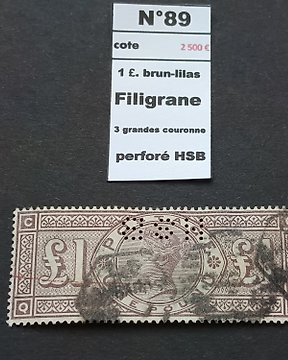 N°89
cote 2 500 €
1 £. brun-lilas
Filigrane
3 grandes couronne
perforé HSB
C
£1
£1
Q